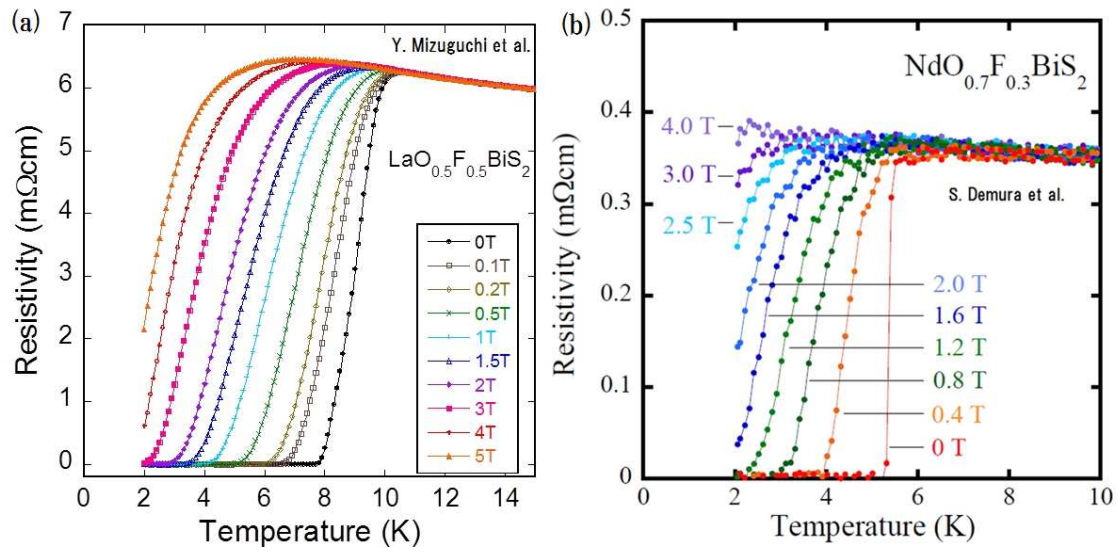 (a)
Y. Mizuguchi et al.
LaO0.5F0.5BiS2
Resistivity (mΩcm)
7
6
5
4
3
2
1
0
0T
0.1T
0.2T
0.5T
1T
1.5T
2T
3T
4T
5T
0 2 4 6 8 10 12 14
Temperature (K)
(b)
NdO0.7F0.3BiS2
S. Demura et al.
Resistivity (mΩcm)
0.5
0.4
0.3
0.2
0.1
0
4.0 T
3.0 T
2.5 T
2.0 T
1.6 T
1.2 T
0.8 T
0.4 T
0 T
0 2 4 6 8 10
Temperature (K)